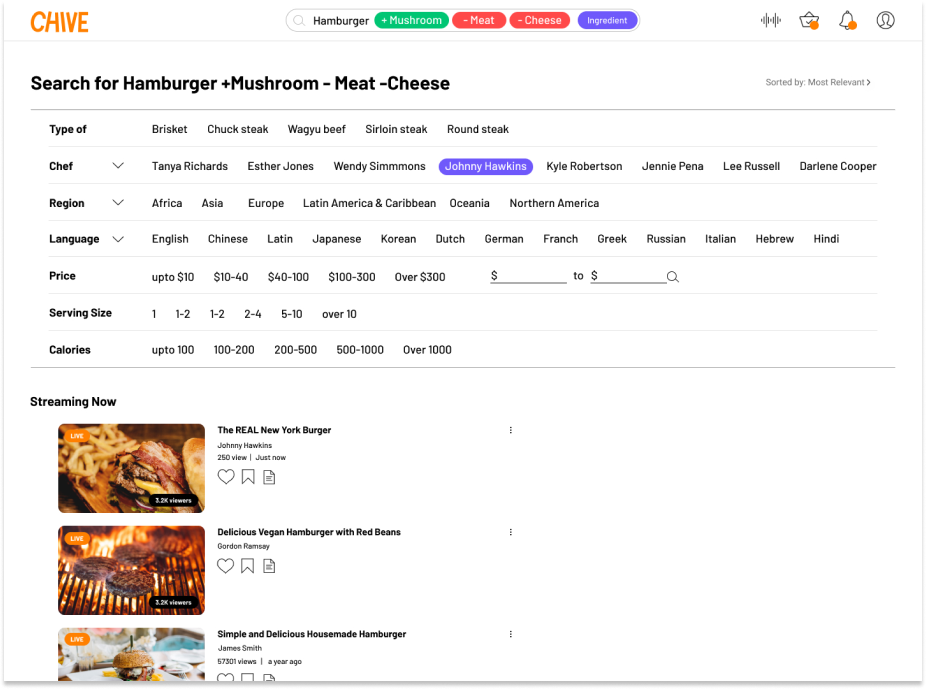 CHIVE
Hamburger + Mushroom - Meat - Cheese Ingredient
Search for Hamburger +Mushroom - Meat -Cheese
Sorted by: Most Relevant
Type of Brisket Chuck steak Wagyu beef Sirloin steak Round steak
Chef Tanya Richards Esther Jones Wendy Simmmons Johnny Hawkins Kyle Robertson Jennie Pena Lee Russell Darlene Cooper
Region Africa Asia Europe Latin America & Caribbean Oceania Northern America
Language English Chinese Latin Japanese Korean Dutch German Franch Greek Russian Italian Hebrew Hindi
Price upto $10 $10-40 $40-100 $100-300 Over $300 $ to $
Serving Size 1 1-2 1-2 2-4 5-10 over 10
Calories upto 100 100-200 200-500 500-1000 Over 1000
Streaming Now
LIVE
3.2K viewers
The REAL New York Burger
Johnny Hawkins
250 view | Just now
LIVE
3.2K viewers
Delicious Vegan Hamburger with Red Beans
Gordon Ramsay
LIVE
Simple and Delicious Housemade Hamburger
James Smith
57301 views | a year ago